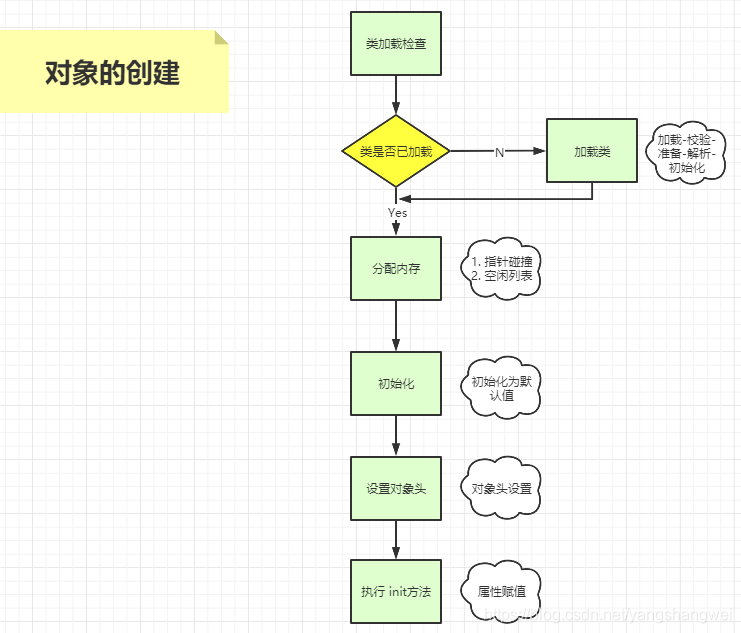 对象的创建
类加载检查
类是否已加载
N
加载类
加载-校验-
准备-解析-
初始化
Yes
分配内存
1. 指针碰撞
2. 空闲列表
初始化
初始化为默
认值
设置对象头
对象头设置
执行 init方法
属性赋值
https://blog.csdn.net/yangshangwei